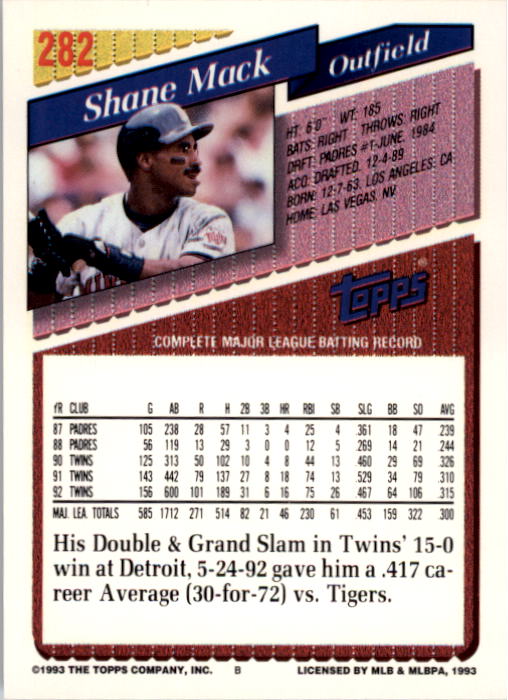 282
Shane Mack
Outfield
HT: 6'0" WT: 185
BATS: RIGHT THROWS: RIGHT
DRFT: PADRES #1-JUNE, 1984
ACQ: DRAFTED, 12-4-89
BORN: 12-7-63, LOS ANGELES, CA
HOME: LAS VEGAS, NV
Topps®
COMPLETE MAJOR LEAGUE BATTING RECORD
YR CLUB G AB R H 2B 3B HR RBI SB SLG BB SO AVG
87 PADRES 105 238 28 57 11 3 4 25 4 .361 18 47 .239
88 PADRES 56 119 13 29 3 0 0 12 5 .269 14 21 .244
90 TWINS 125 313 50 102 10 4 8 44 13 .460 29 69 .326
91 TWINS 143 442 79 137 27 8 18 74 13 .529 34 79 .310
92 TWINS 156 600 101 189 31 6 16 75 26 .467 64 106 .315
MAJ. LEA. TOTALS 585 1712 271 514 82 21 46 230 61 .453 159 322 .300
His Double & Grand Slam in Twins' 15-0
win at Detroit, 5-24-92 gave him a .417 ca-
reer Average (30-for-72) vs. Tigers.
©1993 THE TOPPS COMPANY, INC. B LICENSED BY MLB & MLBPA, 1993